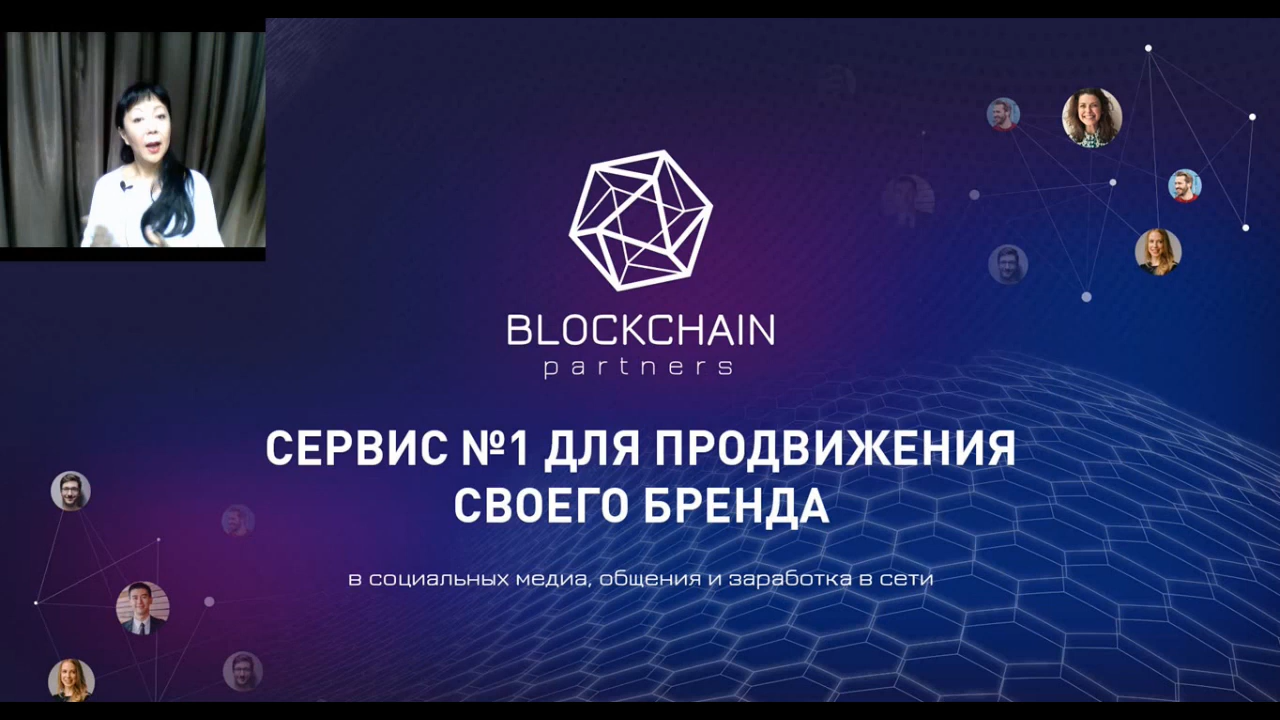 BLOCKCHAIN
partners
СЕРВИС №1 ДЛЯ ПРОДВИЖЕНИЯ
СВОЕГО БРЕНДА
в социальных медиа, общения и заработка в сети